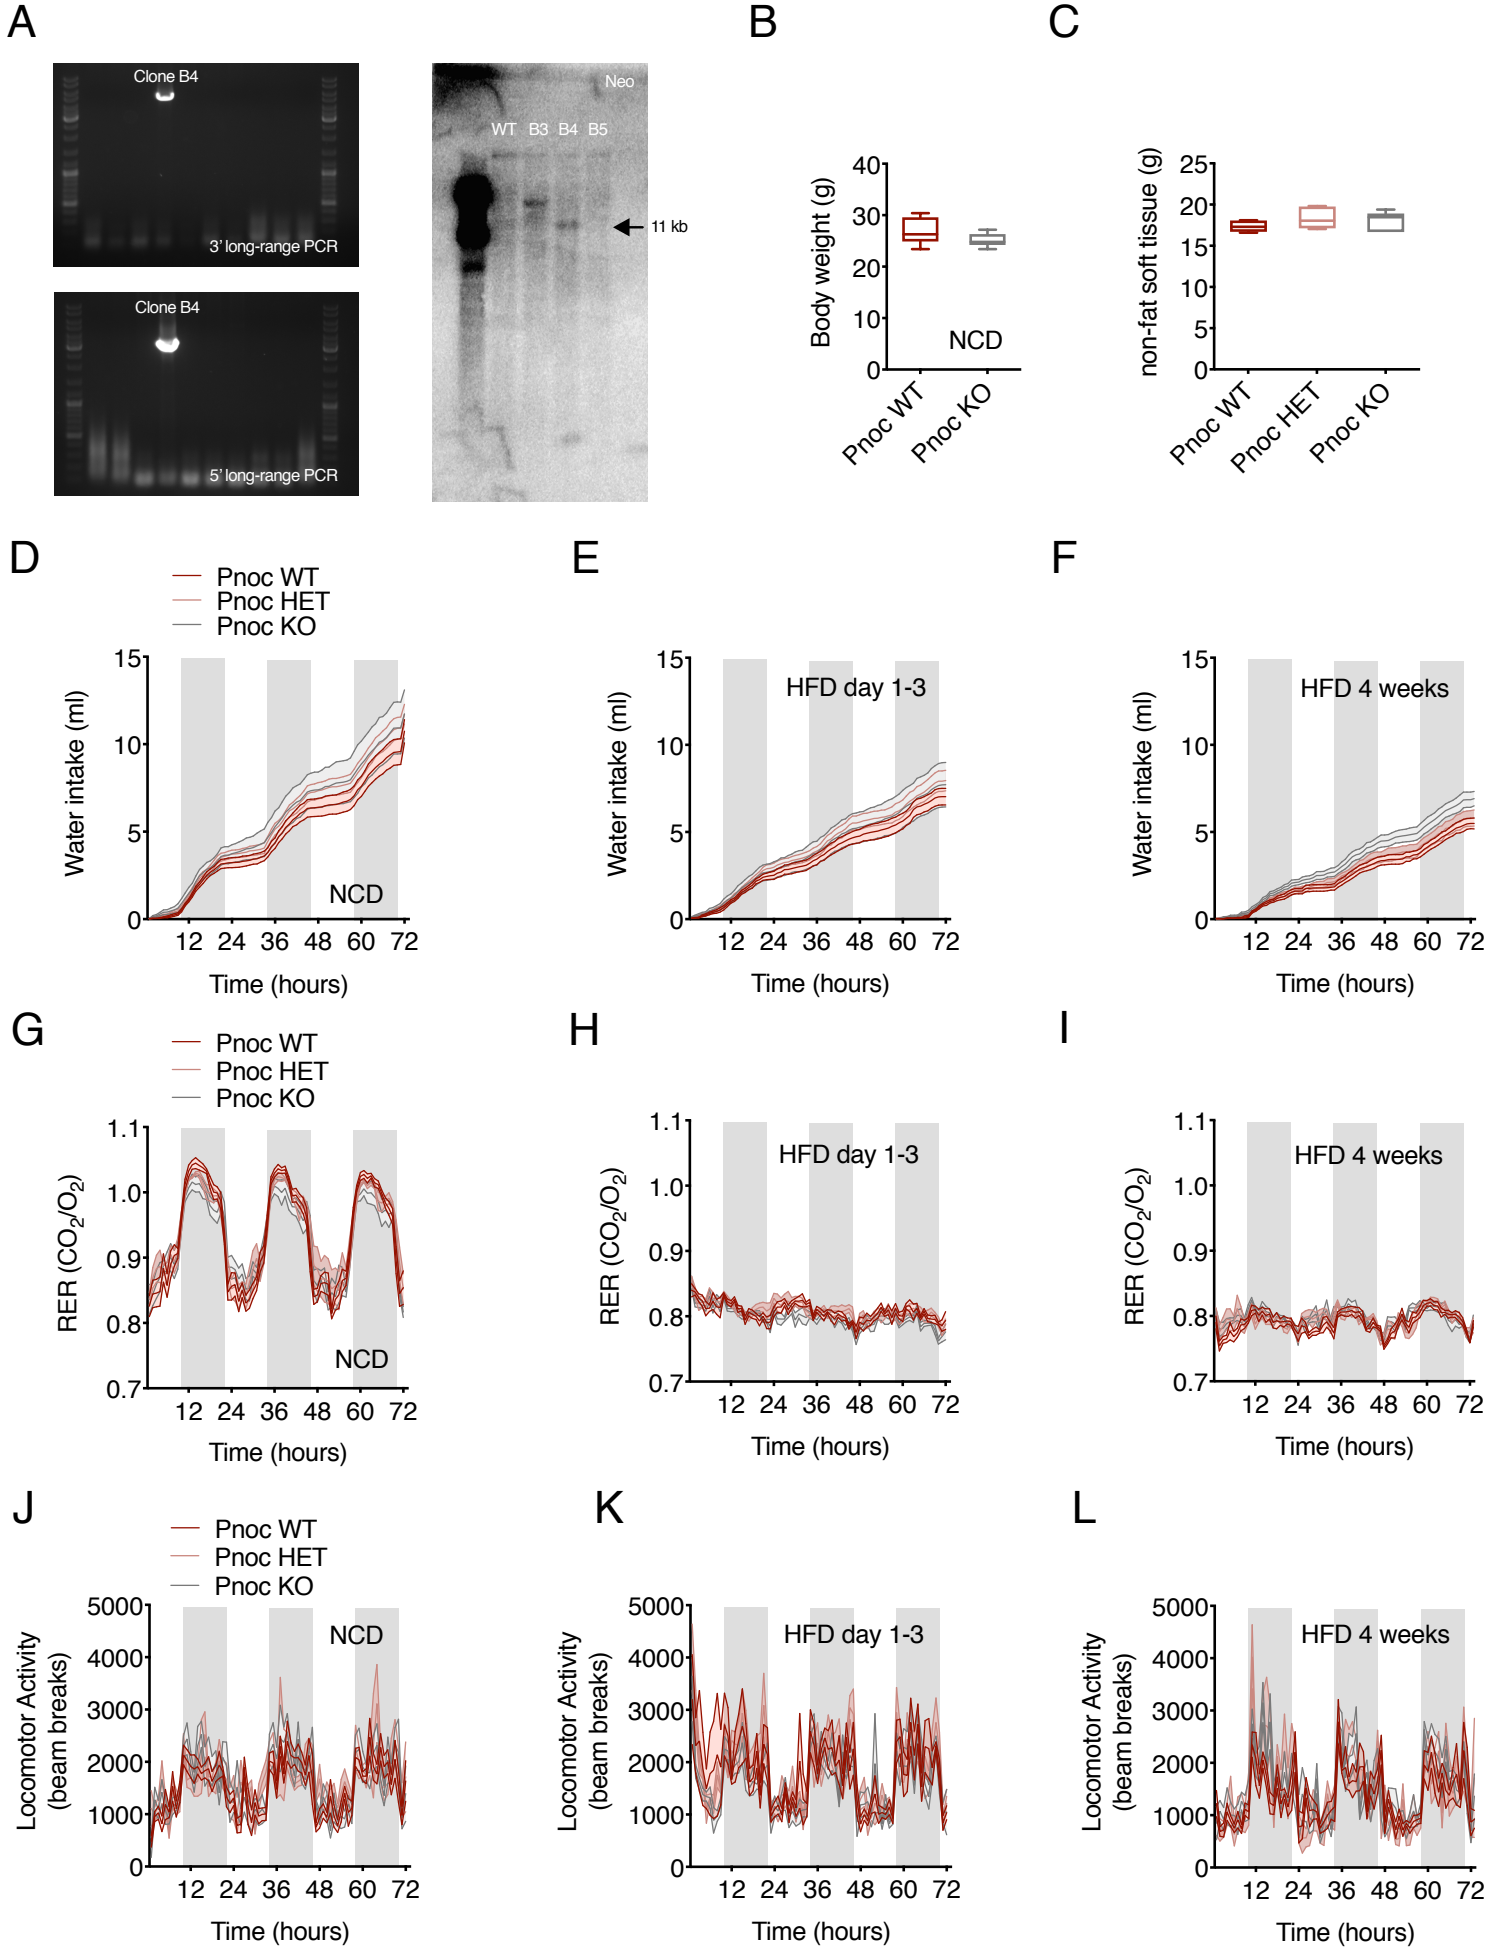 A
B
C
Clone B4
3’ long-range PCR
Clone B4
5’ long-range PCR
Neo
WT B3 B4 B5
11 kb
Body weight (g)
40
30
20
10
0
NCD
Pnoc WT
Pnoc KO
non-fat soft tissue (g)
25
20
15
10
5
0
Pnoc WT
Pnoc HET
Pnoc KO
D
E
F
Pnoc WT
Pnoc HET
Pnoc KO
Water intake (ml)
15
10
5
0
NCD
12 24 36 48 60 72
Time (hours)
Water intake (ml)
15
10
5
0
HFD day 1-3
12 24 36 48 60 72
Time (hours)
Water intake (ml)
15
10
5
0
HFD 4 weeks
12 24 36 48 60 72
Time (hours)
G
H
I
Pnoc WT
Pnoc HET
Pnoc KO
RER (CO2/O2)
1.1
1.0
0.9
0.8
0.7
NCD
12 24 36 48 60 72
Time (hours)
RER (CO2/O2)
1.1
1.0
0.9
0.8
0.7
HFD day 1-3
12 24 36 48 60 72
Time (hours)
RER (CO2/O2)
1.1
1.0
0.9
0.8
0.7
HFD 4 weeks
12 24 36 48 60 72
Time (hours)
J
K
L
Pnoc WT
Pnoc HET
Pnoc KO
Locomotor Activity
(beam breaks)
5000
4000
3000
2000
1000
0
NCD
12 24 36 48 60 72
Time (hours)
Locomotor Activity
(beam breaks)
5000
4000
3000
2000
1000
0
HFD day 1-3
12 24 36 48 60 72
Time (hours)
Locomotor Activity
(beam breaks)
5000
4000
3000
2000
1000
0
HFD 4 weeks
12 24 36 48 60 72
Time (hours)